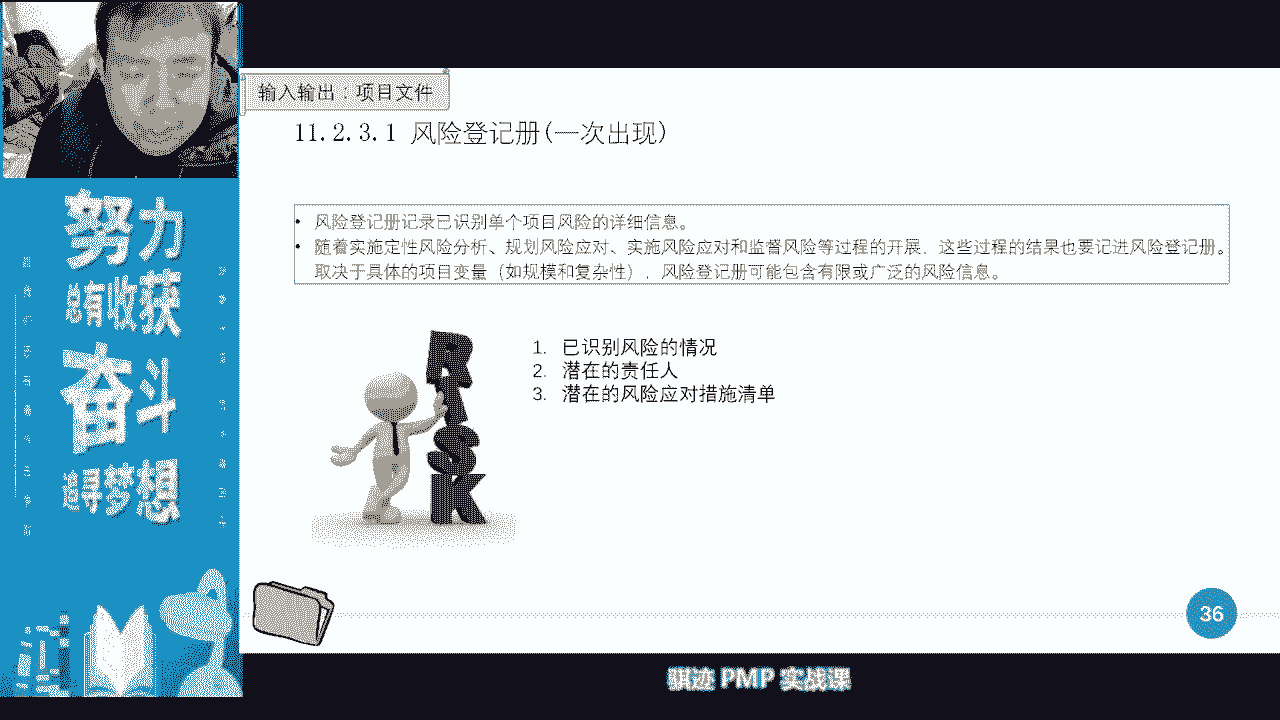 输入输出：项目文件
11.2.3.1 风险登记册(一次出现)
• 风险登记册记录已识别单个项目风险的详细信息。
• 随着实施定性风险分析、规划风险应对、实施风险应对和监督风险等过程的开展，这些过程的结果也要记进风险登记册。
取决于具体的项目变量（如规模和复杂性），风险登记册可能包含有限或广泛的风险信息。
1. 已识别风险的情况
2. 潜在的责任人
3. 潜在的风险应对措施清单
RISK
努力
总有收获
奋斗
追寻梦想
36
骐迹 PMP 实战课